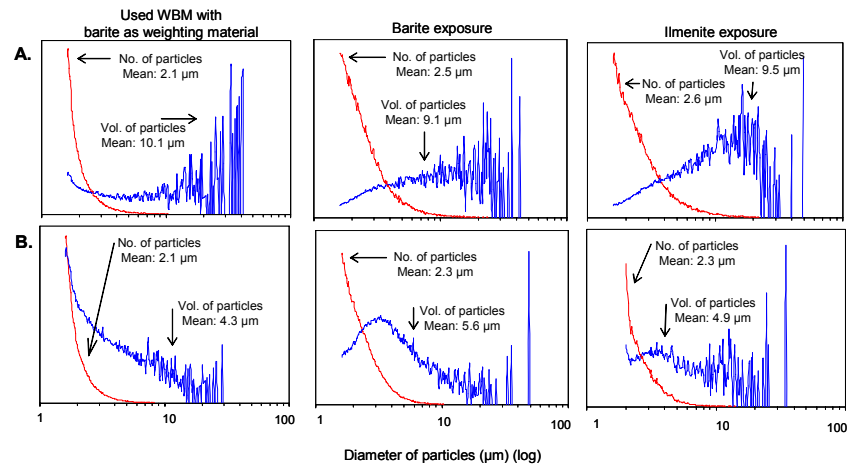 Used WBM with
barite as weighting material
Barite exposure
Ilmenite exposure
A.
No. of particles
Mean: 2.1 µm
Vol. of particles
Mean: 10.1 µm
No. of particles
Mean: 2.5 µm
Vol. of particles
Mean: 9.1 µm
Vol. of particles
Mean: 9.5 µm
No. of particles
Mean: 2.6 µm
B.
No. of particles
Mean: 2.1 µm
Vol. of particles
Mean: 4.3 µm
No. of particles
Mean: 2.3 µm
Vol. of particles
Mean: 5.6 µm
No. of particles
Mean: 2.3 µm
Vol. of particles
Mean: 4.9 µm
1 10 100
1 10 100
1 10 100
Diameter of particles (µm) (log)